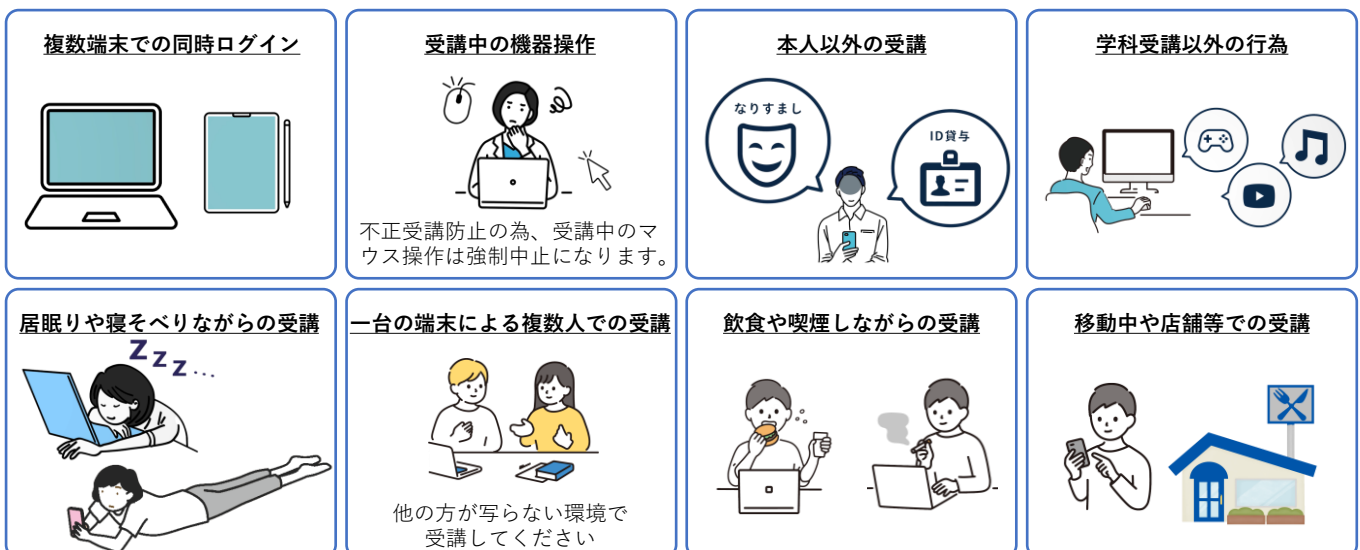 複数端末での同時ログイン
受講中の機器操作
不正受講防止の為、受講中のマ
ウス操作は強制中止になります。
本人以外の受講
なりすまし
ID貸与
学科受講以外の行為
居眠りや寝そべりながらの受講
ZZZ...
一台の端末による複数人での受講
他の方が写らない環境で
受講してください
飲食や喫煙しながらの受講
移動中や店舗等での受講